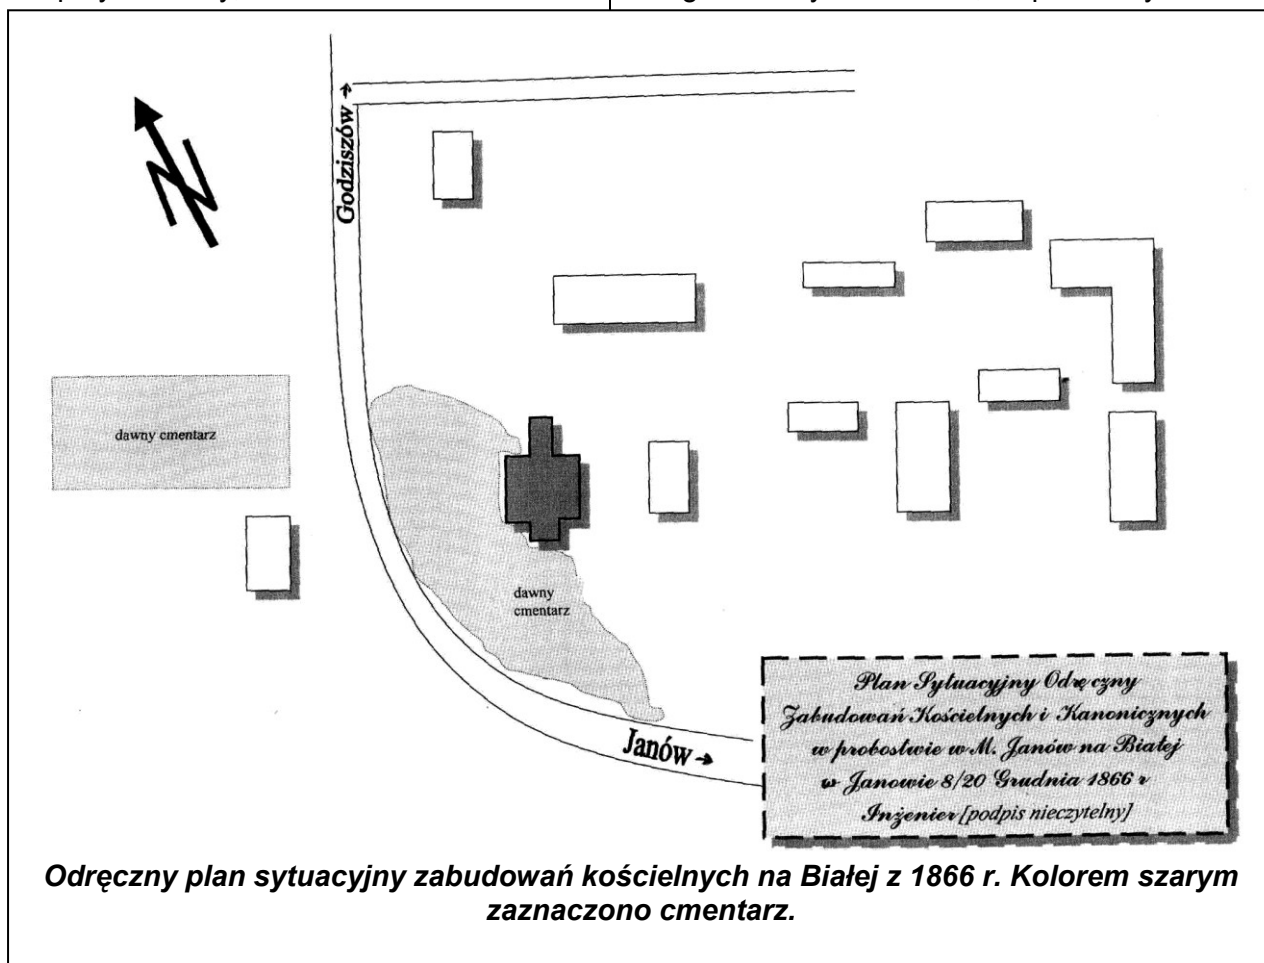 Godziszów →
dawny cmentarz
dawny
cmentarz
Janów →
Plan Sytuacyjny Odręczny
Zabudowań Kościelnych i Kanonicznych
w probostwie w M. Janów na Białej
w Janowie 8/20 Grudnia 1866 r
Inżenier [podpis nieczytelny]
Odręczny plan sytuacyjny zabudowań kościelnych na Białej z 1866 r. Kolorem szarym
zaznaczono cmentarz.